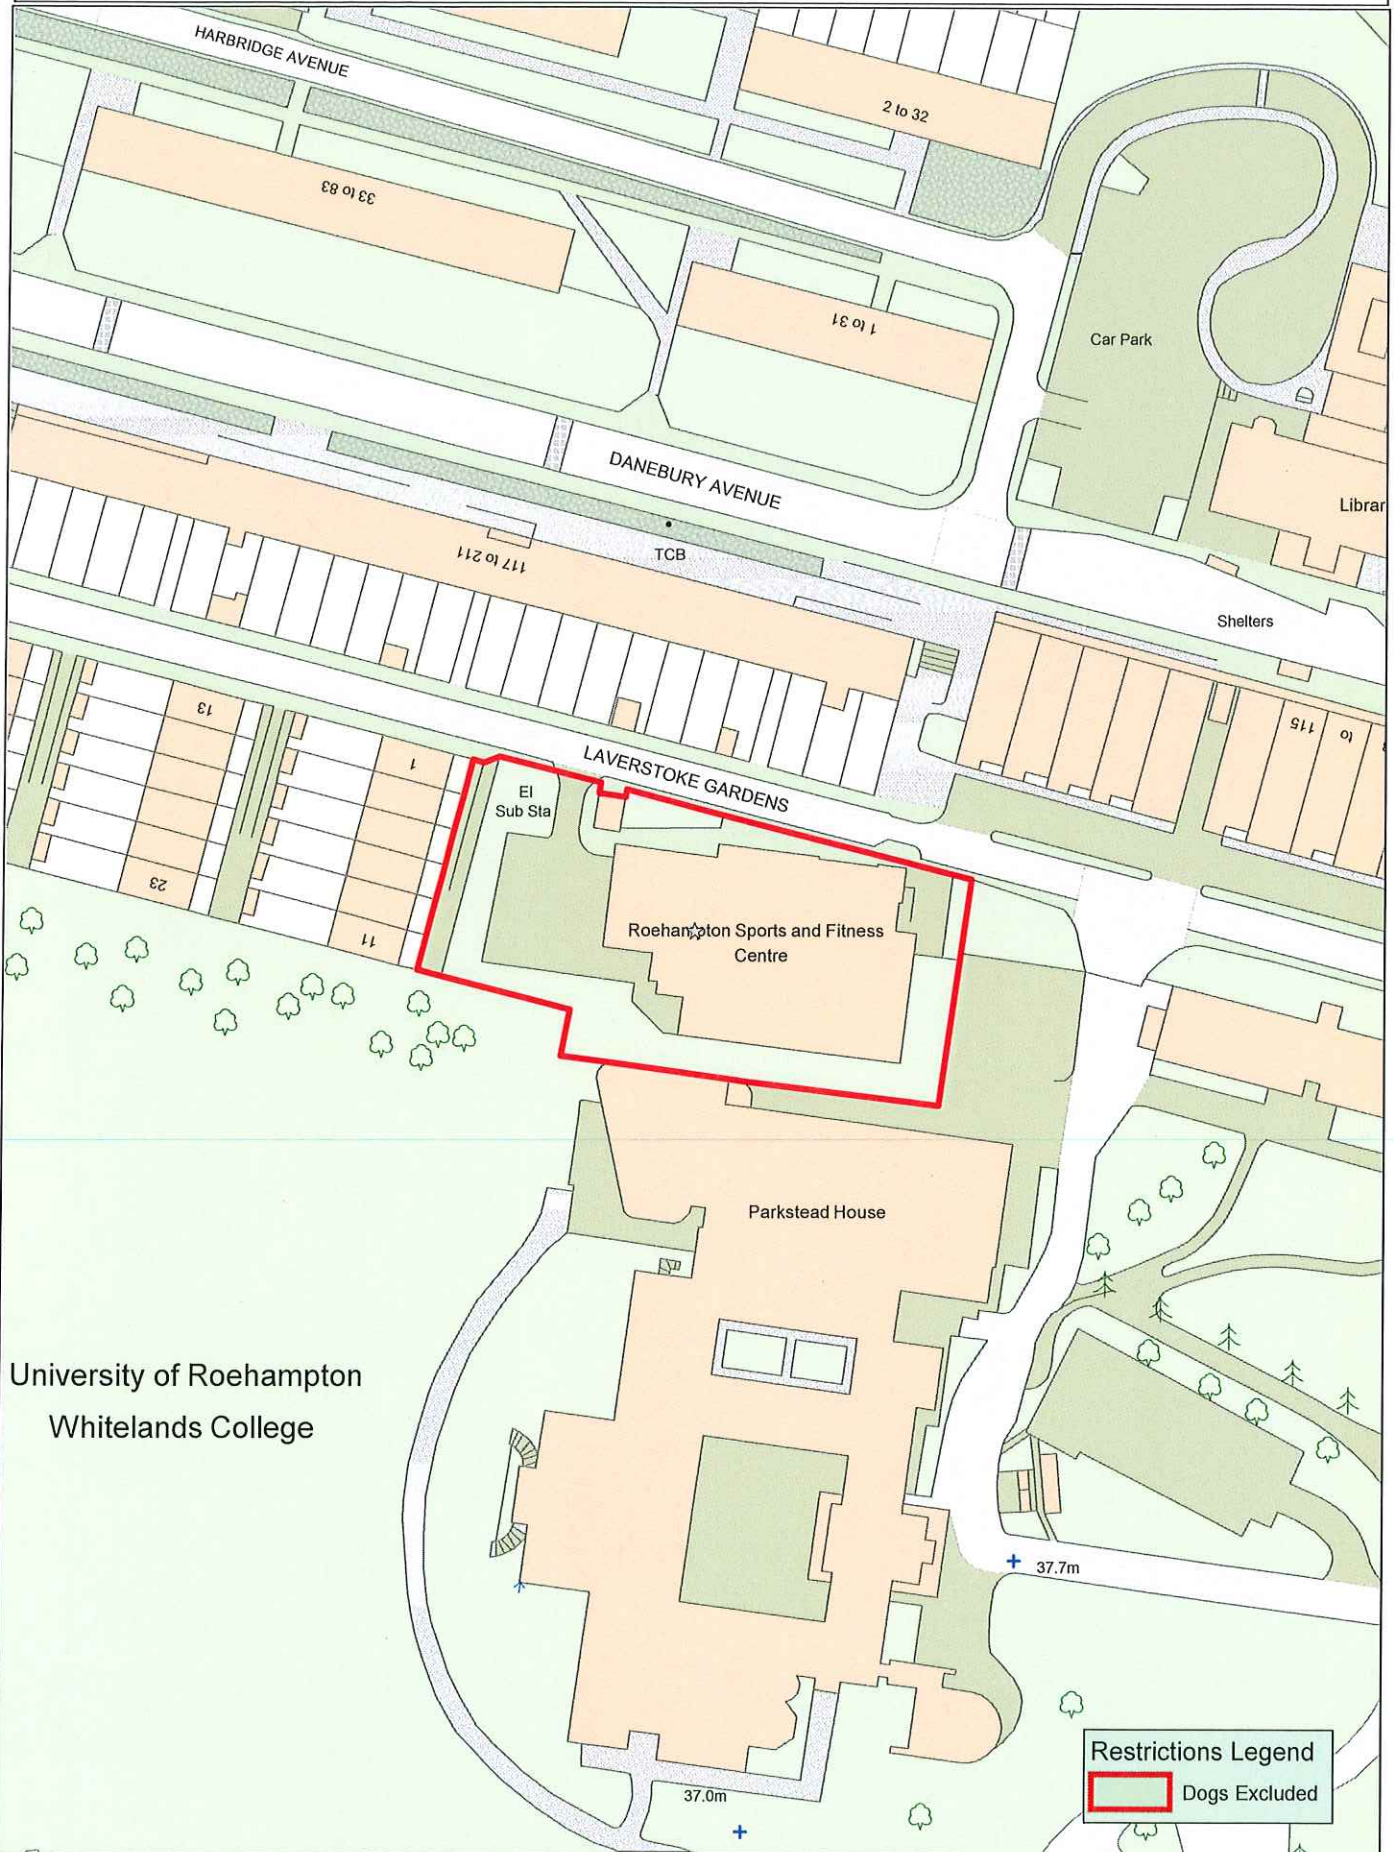 HARBRIDGE AVENUE
2 to 32
33 to 83
1 to 31
Car Park
DANEBURY AVENUE
Librar
TCB
117 to 211
Shelters
13
1
115
to
LAVERSTOKE GARDENS
El
Sub Sta
23
11
Roehampton Sports and Fitness
Centre
Parkstead House
University of Roehampton
Whitelands College
37.7m
Restrictions Legend
Dogs Excluded
37.0m